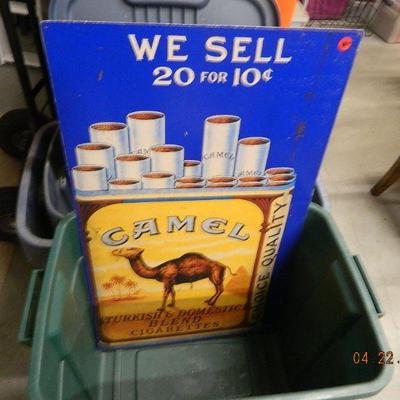 WE SELL
20 FOR 10¢
CAMEL
CAMEL
TURKISH & DOMESTIC
BLEND
CIGARETTES
CHOICE QUALITY
04.22.